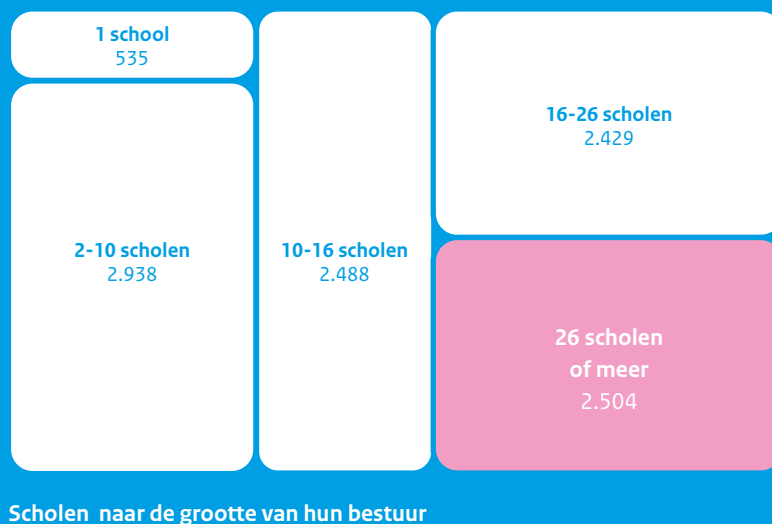 1 school
535
2-10 scholen
2.938
10-16 scholen
2.488
16-26 scholen
2.429
26 scholen
of meer
2.504
Scholen naar de grootte van hun bestuur